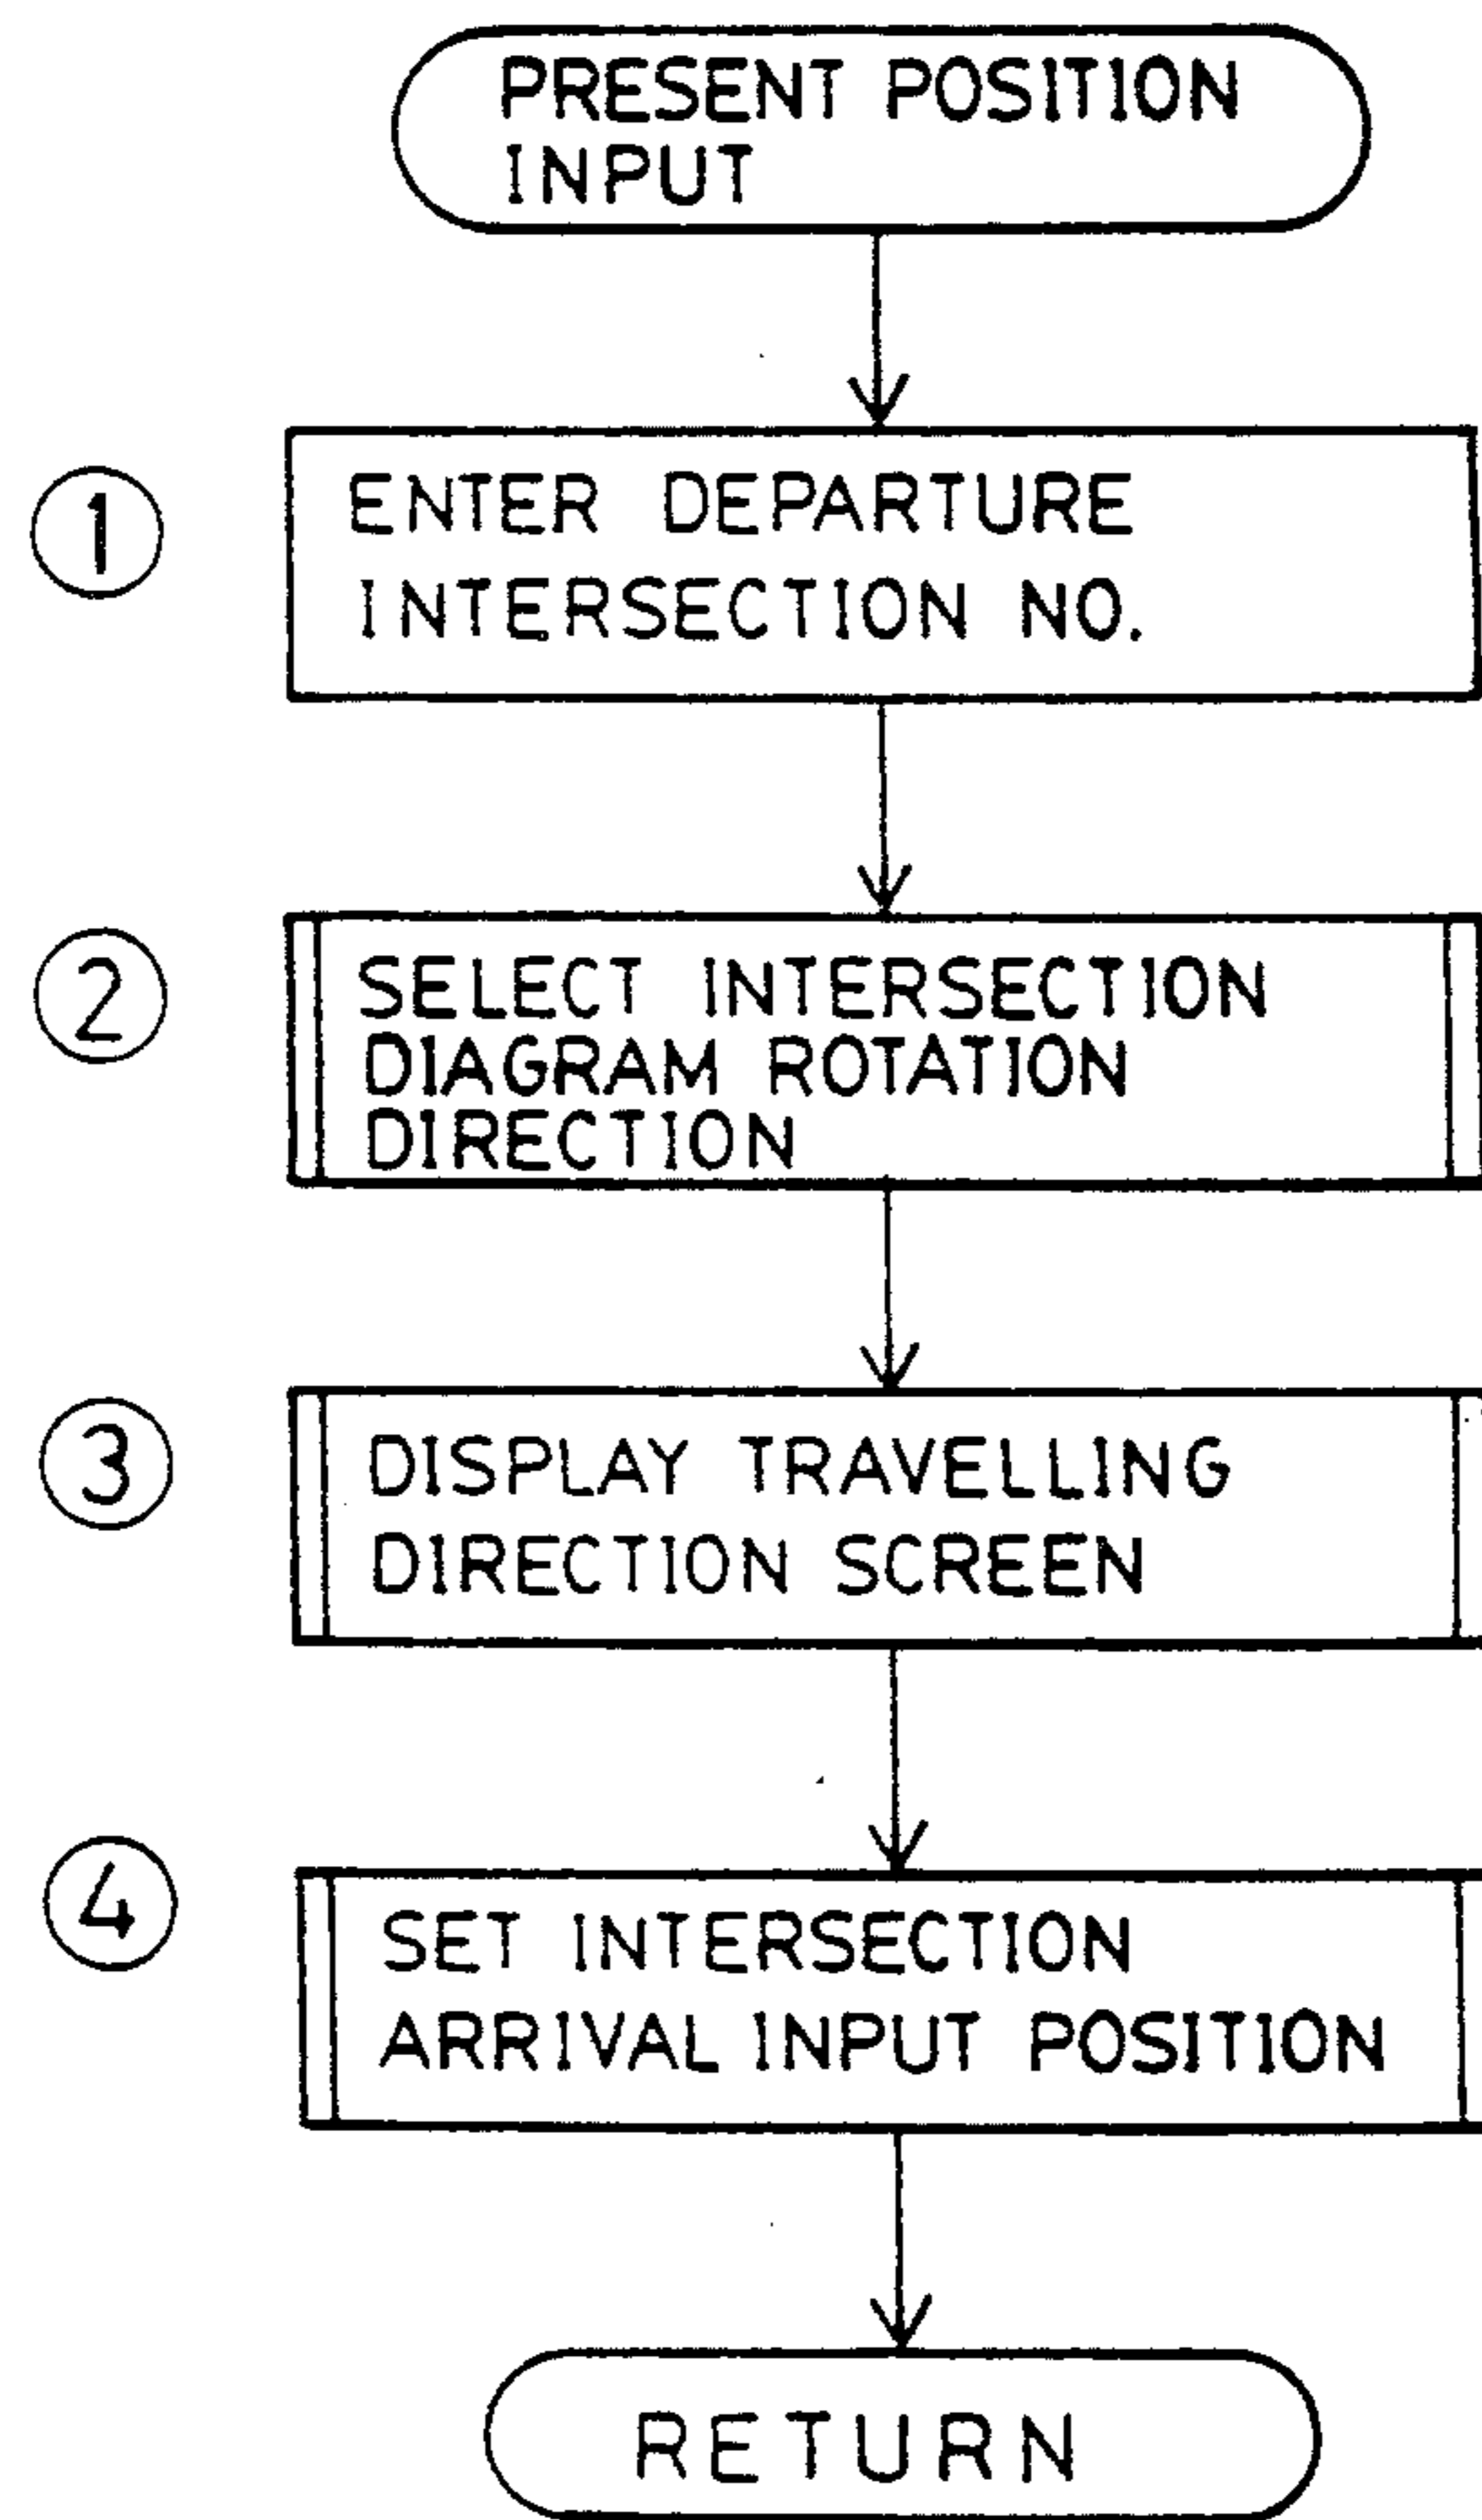 PRESENT POSITION
INPUT
1
ENTER DEPARTURE
INTERSECTION NO.
2
SELECT INTERSECTION
DIAGRAM ROTATION
DIRECTION
3
DISPLAY TRAVELLING
DIRECTION SCREEN
4
SET INTERSECTION
ARRIVAL INPUT POSITION
RETURN